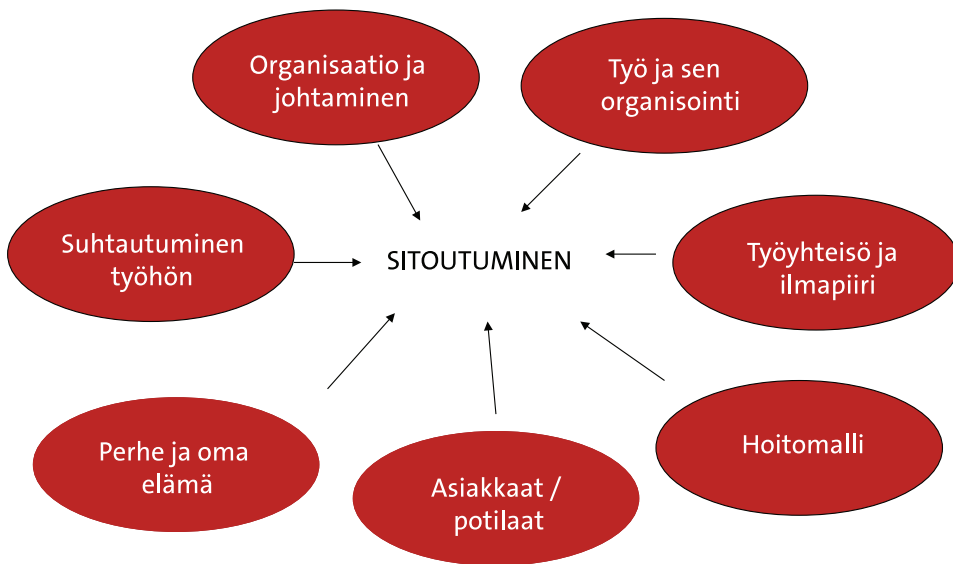 Organisaatio ja
johtaminen
Työ ja sen
organisointi
Suhtautuminen
työhön
SITOUTUMINEN
Työyhteisö ja
ilmapiiri
Perhe ja oma
elämä
Asiakkaat /
potilaat
Hoitomalli